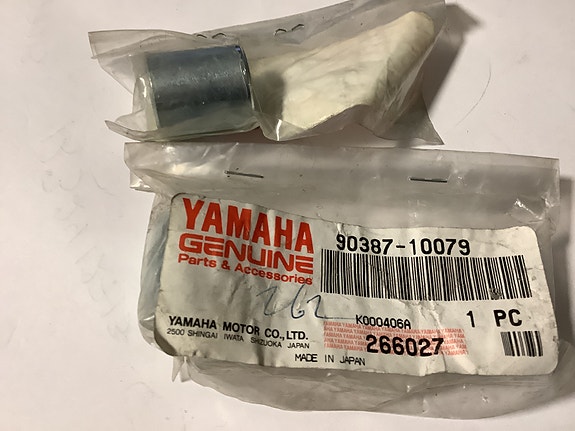 YAMAHA
GENUINE
Parts & Accessories
90387-10079
262
K000406A
1 PC
YAMAHA MOTOR CO., LTD.
2500 SHINGAI IWATA SHIZUOKA JAPAN
266027
MADE IN JAPAN